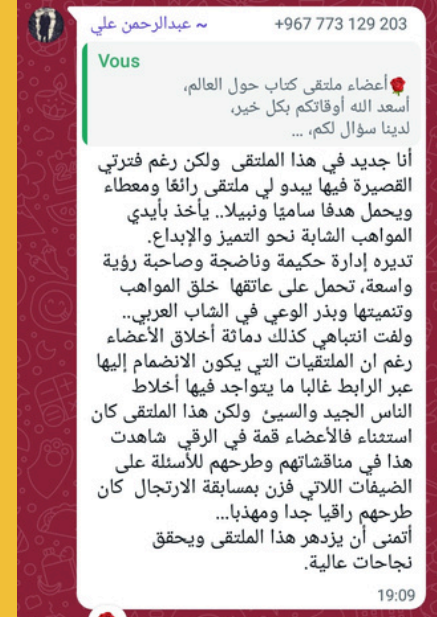 ~ عبدالرحمن علي +967 773 129 203
Vous
🌹أعضاء ملتقى كتاب حول العالم،
أسعد الله أوقاتكم بكل خير،
لدينا سؤال لكم، ...
أنا جديد في هذا الملتقى ولكن رغم فترتي
القصيرة فيها يبدو لي ملتقى رائعًا ومعطاء
ويحمل هدفا ساميًا ونبيلا.. يأخذ بأيدي
المواهب الشابة نحو التميز والإبداع.
تديره إدارة حكيمة وناضجة وصاحبة رؤية
واسعة، تحمل على عاتقها خلق المواهب
وتنميتها وبذر الوعي في الشاب العربي..
ولفت انتباهي كذلك دماثة أخلاق الأعضاء
رغم ان الملتقيات التي يكون الانضمام إليها
عبر الرابط غالبا ما يتواجد فيها أخلاط
الناس الجيد والسيئ ولكن هذا الملتقى كان
استثناء فالأعضاء قمة في الرقي شاهدت
هذا في مناقشاتهم وطرحهم للأسئلة على
الضيفات اللاتي فزن بمسابقة الارتجال كان
طرحهم راقيا جدا ومهذبا...
أتمنى أن يزدهر هذا الملتقى ويحقق
نجاحات عالية.
19:09